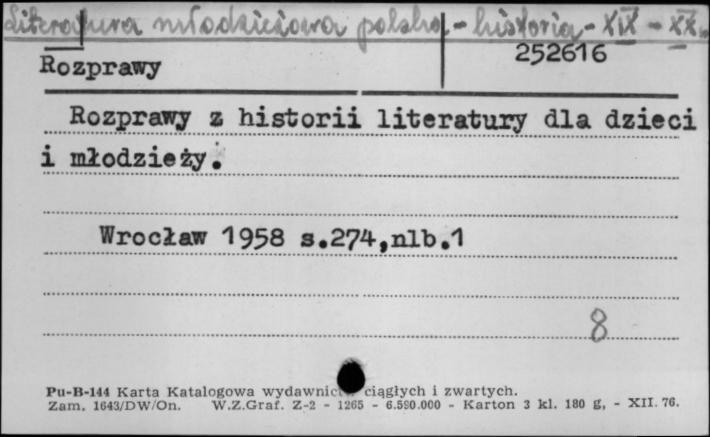 Literatura młodzieżowa polska - historia - XIX - XX w.
252616
Rozprawy
Rozprawy z historii literatury dla dzieci
i młodzieży.
Wrocław 1958 s.274,nlb.1
8
Pu-B-144 Karta Katalogowa wydawnictw ciągłych i zwartych.
Zam. 1643/DW/On. W.Z.Graf. Z-2 - 1265 - 6.590.000 - Karton 3 kl. 180 g, - XII. 76.